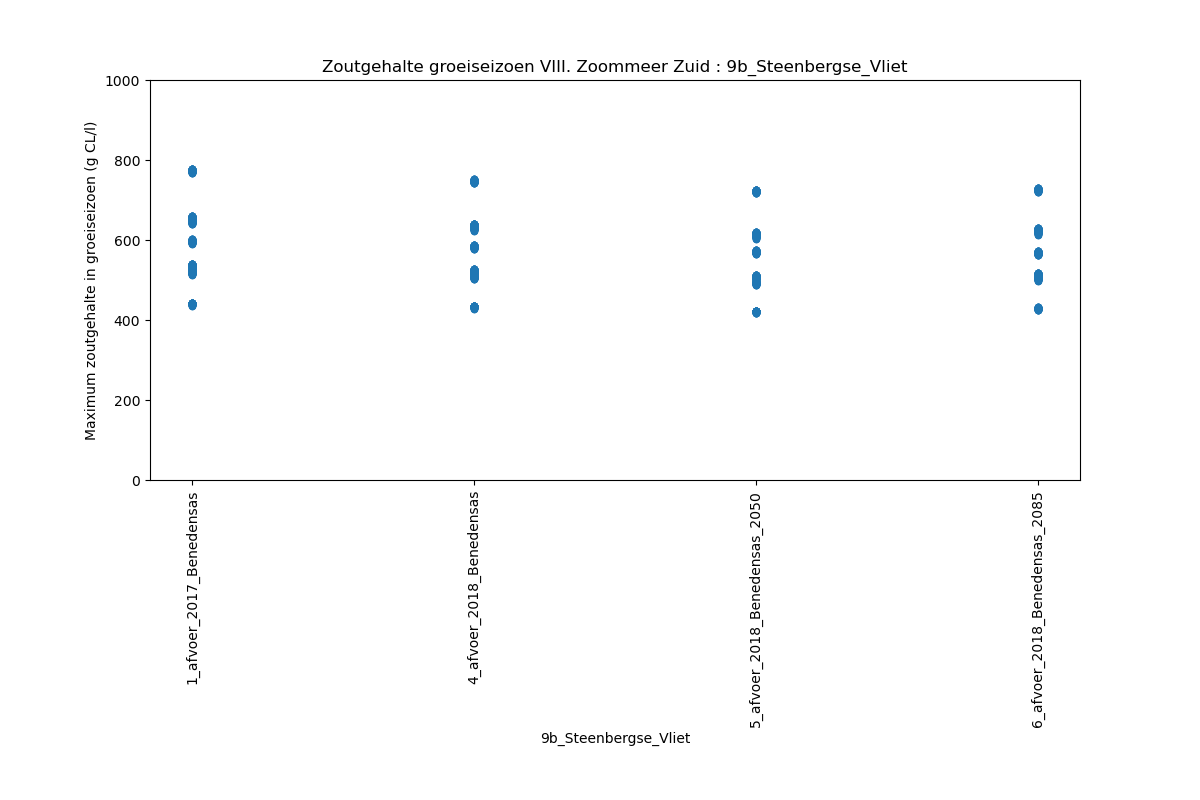 Zoutgehalte groeiseizoen VIII. Zoommeer Zuid : 9b_Steenbergse_Vliet
Maximum zoutgehalte in groeiseizoen (g CL/l)
1000
800
600
400
200
0
1_afvoer_2017_Benedensas
4_afvoer_2018_Benedensas
5_afvoer_2018_Benedensas_2050
6_afvoer_2018_Benedensas_2085
9b_Steenbergse_Vliet